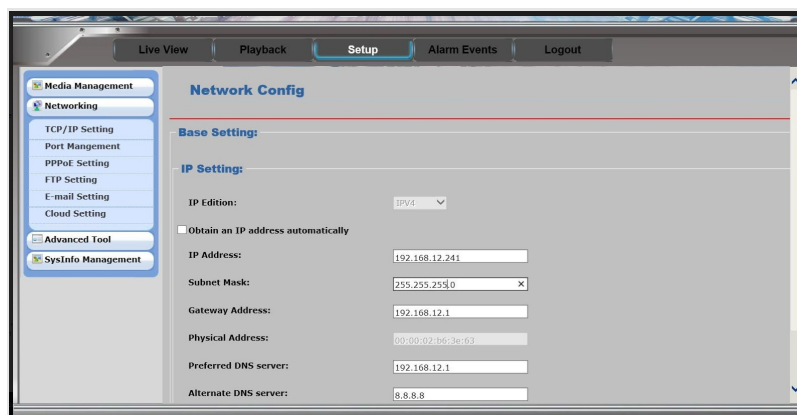 Live View Playback Setup Alarm Events Logout
Media Management
Networking
TCP/IP Setting
Port Mangement
PPPoE Setting
FTP Setting
E-mail Setting
Cloud Setting
Advanced Tool
SysInfo Management
Network Config
Base Setting:
IP Setting:
IP Edition: IPV4
Obtain an IP address automatically
IP Address: 192.168.12.241
Subnet Mask: 255.255.255.0
Gateway Address: 192.168.12.1
Physical Address: 00:00:02:b6:3e:63
Preferred DNS server: 192.168.12.1
Alternate DNS server: 8.8.8.8